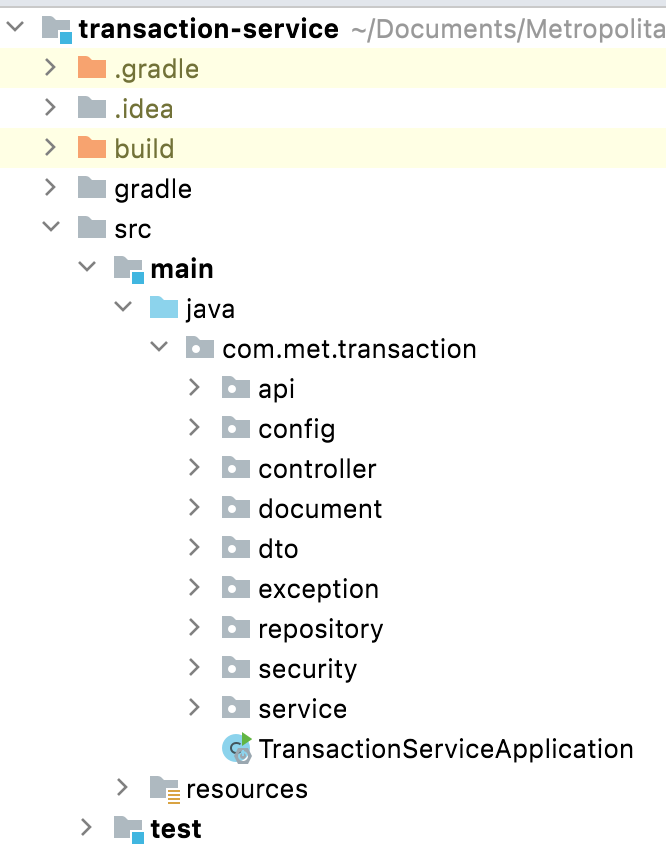 transaction-service ~/Documents/Metropolita
.gradle
.idea
build
gradle
src
main
java
com.met.transaction
api
config
controller
document
dto
exception
repository
security
service
TransactionServiceApplication
resources
test